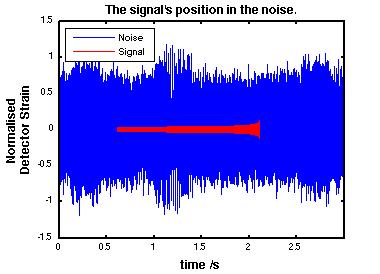 The signal's position in the noise.
1.5
Noise
Signal
1
0.5
0
-0.5
-1
-1.5
Normalised
Detector Strain
0 0.5 1 1.5 2 2.5
time /s